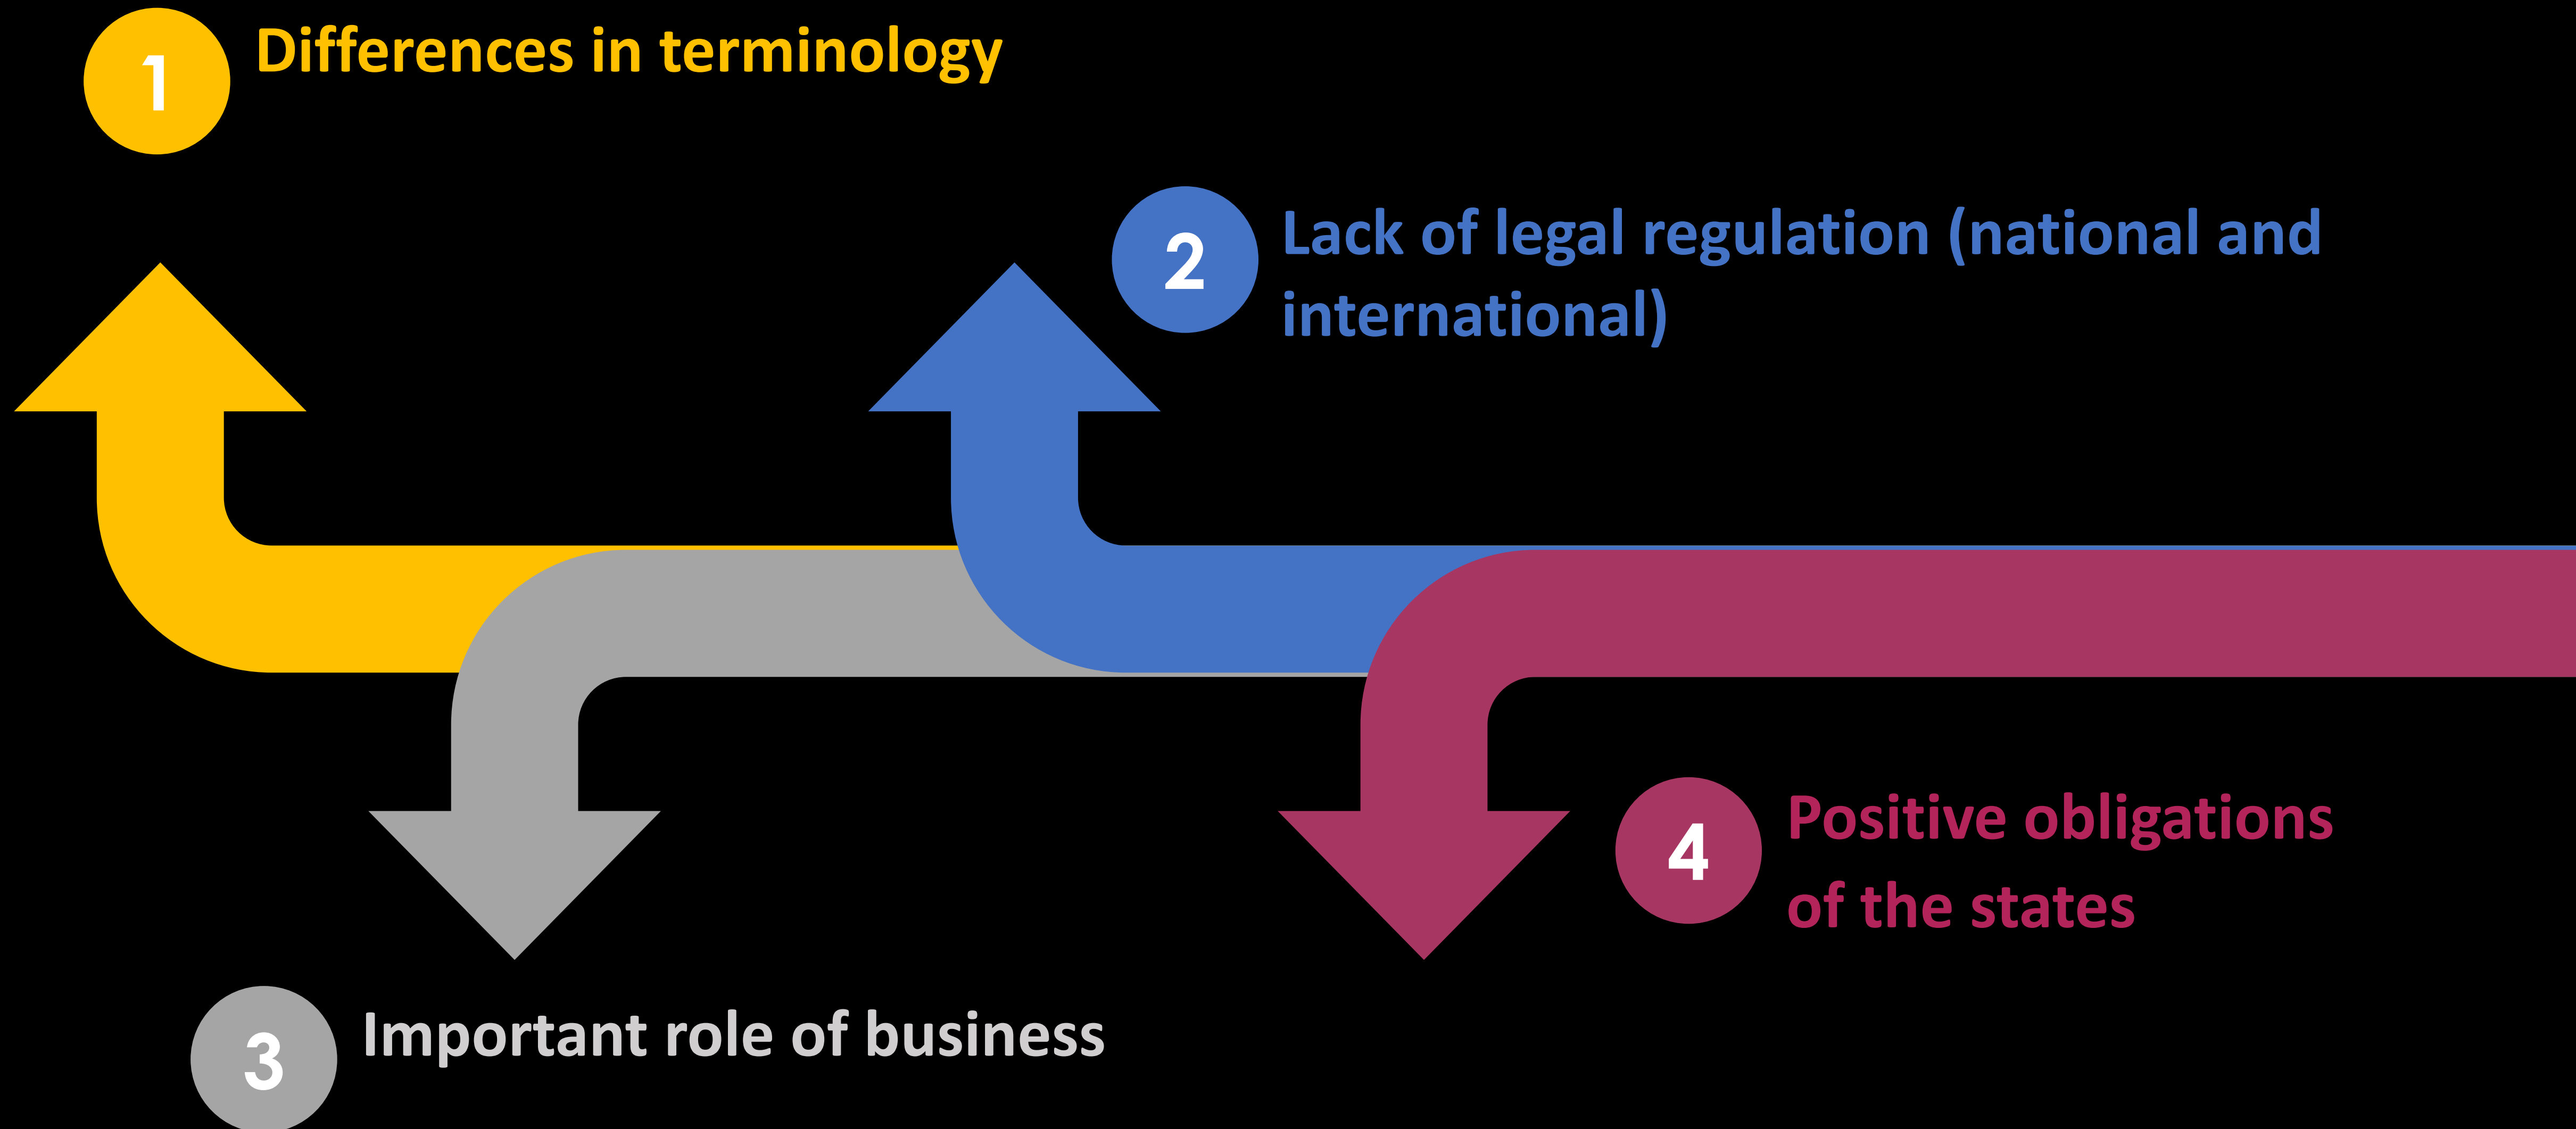 1
Differences in terminology
2
Lack of legal regulation (national and
international)
3
Important role of business
4
Positive obligations
of the states